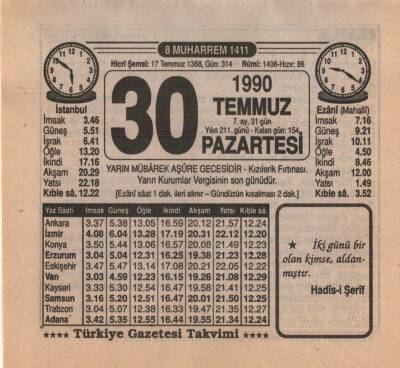 8 MUHARREM 1411
Hicrî Şemsî: 17 Temmuz 1368, Gün: 314 Rûmî: 1406-Hızır: 86
İstanbul
İmsak 3.46
Güneş 5.51
İşrak 6.41
Öğle 13.20
İkindi 17.16
Akşam 20.29
Yatsı 22.18
Kıble sâ. 12.22
30
1990
TEMMUZ
7. ay, 31 gün
Yılın 211. günü - Kalan gün: 154
PAZARTESİ
YARIN MÜBÂREK AŞÛRE GECESİDİR - Kızılerik Fırtınası.
Yarın Kurumlar Vergisinin son günüdür.
[Ezânî sâat 1 dak. ileri alınır – Gündüzün kısalması 2 dak.]
Ezânî (Mahallî)
İmsak 7.16
Güneş 9.21
İşrak 10.11
Öğle 4.50
İkindi 8.46
Akşam 12.00
Yatsı 1.49
Kıble sâ. 3.52
Yaz Sâati İmsak Güneş Öğle İkindi Akşam Yatsı Kıble sâ.
Ankara 3.37 5.38 13.05 16.59 20.12 21.57 12.24
İzmir 4.08 6.04 13.28 17.19 20.31 22.12 12.20
Konya 3.50 5.44 13.06 16.57 20.08 21.49 12.23
Erzurum 3.04 5.04 12.31 16.25 19.38 21.23 12.28
Eskişehir 3.47 5.47 13.14 17.08 20.21 22.05 12.22
Van 3.03 4.59 12.23 16.15 19.26 21.08 12.29
Kayseri 3.33 5.30 12.54 16.47 19.58 21.41 12.25
Samsun 3.16 5.20 12.51 16.47 20.01 21.50 12.25
Trabzon 3.04 5.07 12.38 16.33 19.47 21.35 12.27
Adana 3.42 5.35 12.55 16.44 19.55 21.34 12.24
★ İki günü bir
olan kimse, aldan-
mıştır.
Hadîs-i Şerîf
★★★★ Türkiye Gazetesi Takvimi ★★★★